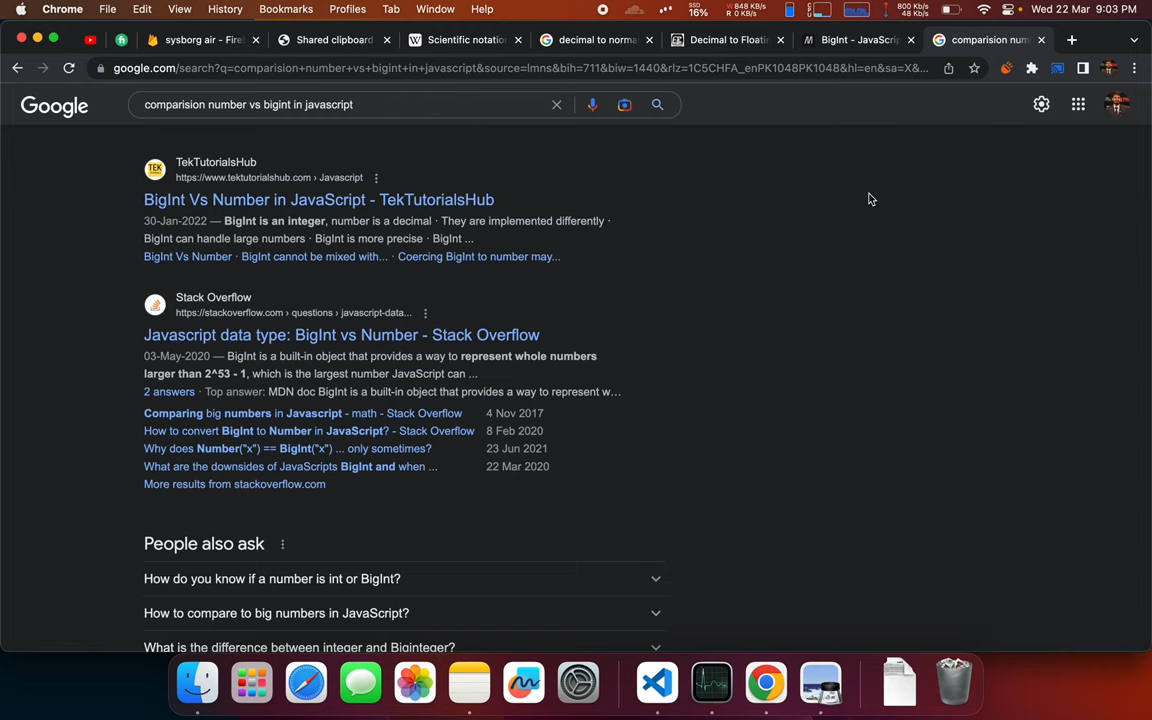 Chrome File Edit View History Bookmarks Profiles Tab Window Help
SSD 16% W 848 KB/s R 0 KB/s 800 Kb/s 48 Kb/s Wed 22 Mar 9:03 PM
sysborg air - Fire
Shared clipboard
Scientific notatio
decimal to norma
Decimal to Floatin
BigInt - JavaScrip
comparision num
google.com/search?q=comparision+number+vs+bigint+in+javascript&source=lmns&bih=711&biw=1440&rlz=1C5CHFA_enPK1048PK1048&hl=en&sa=X&...
Google
comparision number vs bigint in javascript
TEK
TekTutorialsHub
https://www.tektutorialshub.com › Javascript
BigInt Vs Number in JavaScript - TekTutorialsHub
30-Jan-2022 — BigInt is an integer, number is a decimal · They are implemented differently ·
BigInt can handle large numbers · BigInt is more precise · BigInt ...
BigInt Vs Number · BigInt cannot be mixed with... · Coercing BigInt to number may...
Stack Overflow
https://stackoverflow.com › questions › javascript-data...
Javascript data type: BigInt vs Number - Stack Overflow
03-May-2020 — BigInt is a built-in object that provides a way to represent whole numbers
larger than 2^53 - 1, which is the largest number JavaScript can ...
2 answers · Top answer: MDN doc BigInt is a built-in object that provides a way to represent w...
Comparing big numbers in Javascript - math - Stack Overflow 4 Nov 2017
How to convert BigInt to Number in JavaScript? - Stack Overflow 8 Feb 2020
Why does Number("x") == BigInt("x") ... only sometimes? 23 Jun 2021
What are the downsides of JavaScripts BigInt and when ... 22 Mar 2020
More results from stackoverflow.com
People also ask
How do you know if a number is int or BigInt?
How to compare to big numbers in JavaScript?
What is the difference between integer and Biginteger?